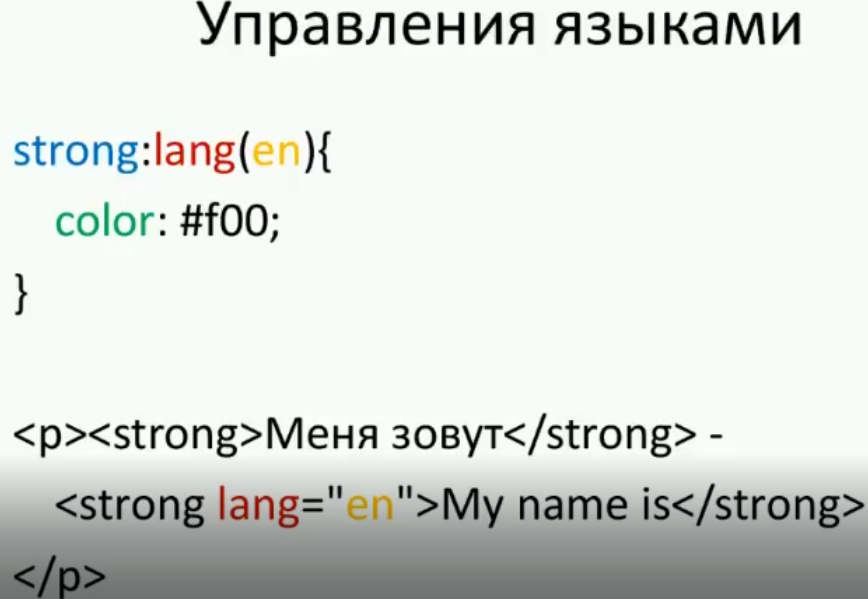 Управления языками
strong:lang(en){
color: #f00;
}
<p><strong>Меня зовут</strong> -
<strong lang="en">My name is</strong>
</p>